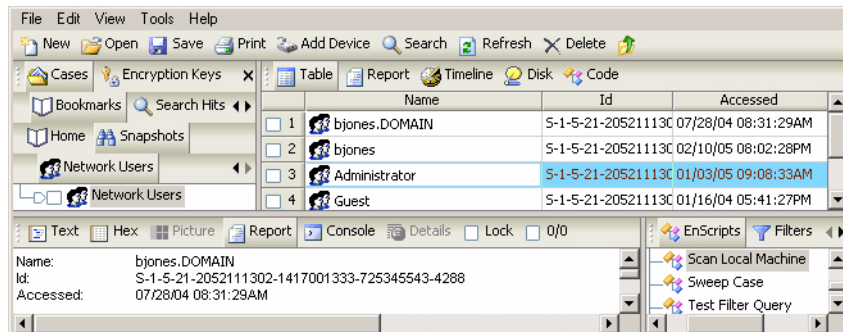 File Edit View Tools Help
New Open Save Print Add Device Search Refresh Delete
Cases Encryption Keys
Table Report Timeline Disk Code
Bookmarks Search Hits
Name Id Accessed
Home Snapshots
1 bjones.DOMAIN S-1-5-21-20521113 07/28/04 08:31:29AM
2 bjones S-1-5-21-20521113 02/10/05 08:02:28PM
Network Users
3 Administrator S-1-5-21-20521113 01/03/05 09:08:33AM
Network Users
4 Guest S-1-5-21-20521113 01/16/04 05:41:27PM
Text Hex Picture Report Console Details Lock 0/0
EnScripts Filters
Name: bjones.DOMAIN
Id: S-1-5-21-2052111302-1417001333-725345543-4288
Accessed: 07/28/04 08:31:29AM
Scan Local Machine
Sweep Case
Test Filter Query